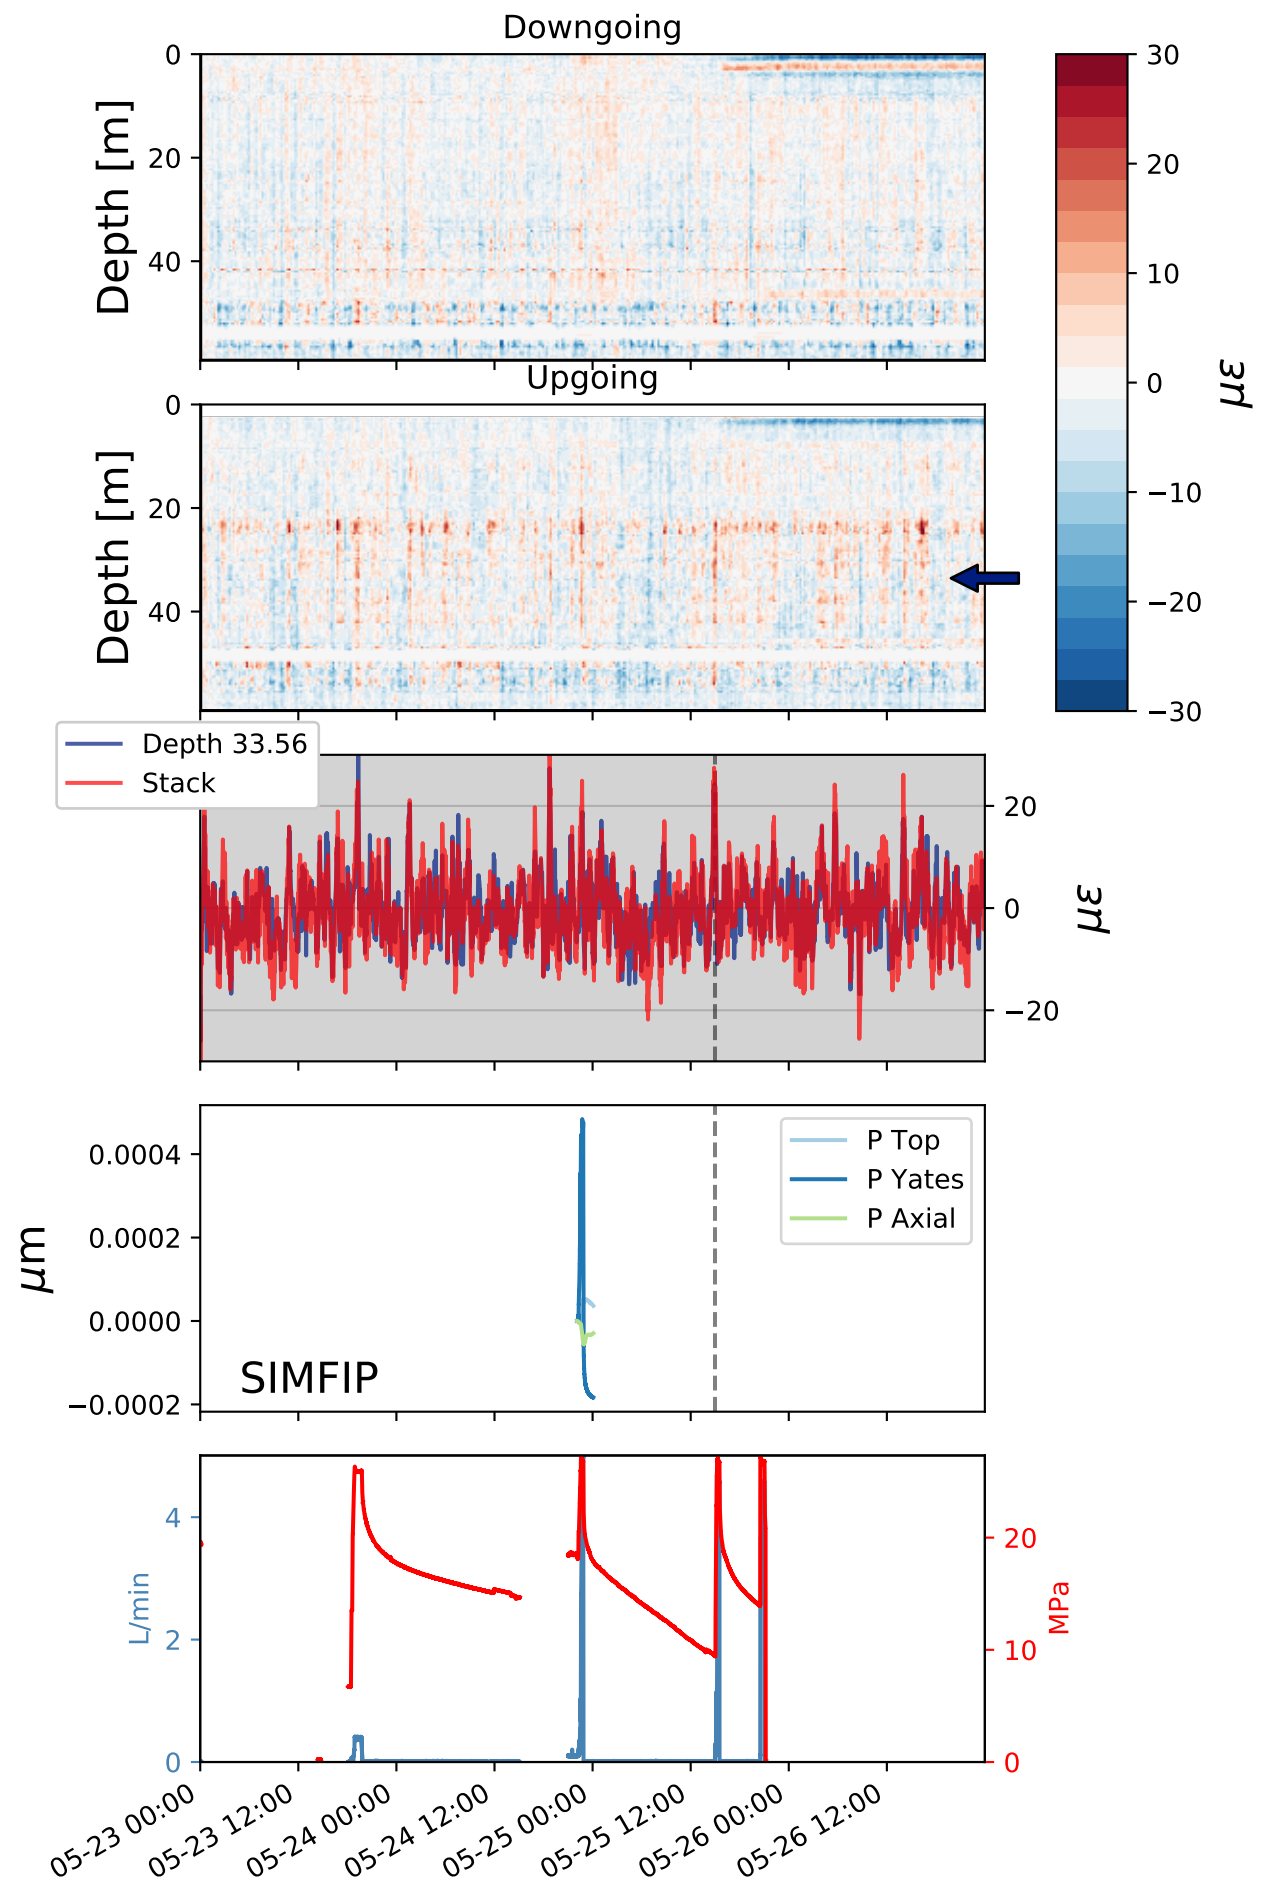 Downgoing
0
20
40
Depth [m]
Upgoing
0
20
40
Depth [m]
30
20
10
0
−10
−20
−30
με
Depth 33.56
Stack
20
0
−20
με
P Top
P Yates
P Axial
0.0004
0.0002
0.0000
−0.0002
μm
SIMFIP
4
2
0
L/min
20
10
0
MPa
05-23 00:00
05-23 12:00
05-24 00:00
05-24 12:00
05-25 00:00
05-25 12:00
05-26 00:00
05-26 12:00